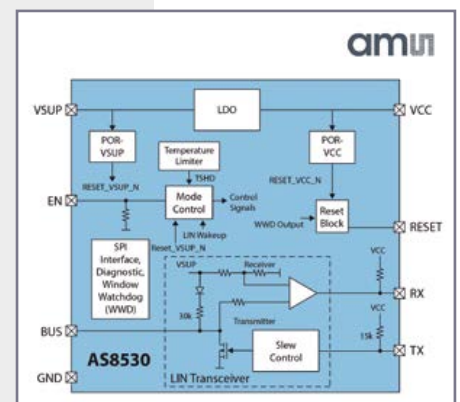 amu
VSUP
LDO
VCC
POR-
VSUP
Temperature
Limiter
POR-
VCC
RESET_VSUP_N
TSHD
RESET_VCC_N
EN
Mode
Control
Control
Signals
WWD Output
Reset
Block
LIN Wakeup
Reset_VSUP_N
RESET
SPI
Interface,
Diagnostic,
Window
Watchdog
(WWD)
VSUP
Receiver
VCC
30k
RX
Transmitter
VCC
BUS
Slew
Control
15k
TX
AS8530
LIN Transceiver
GND